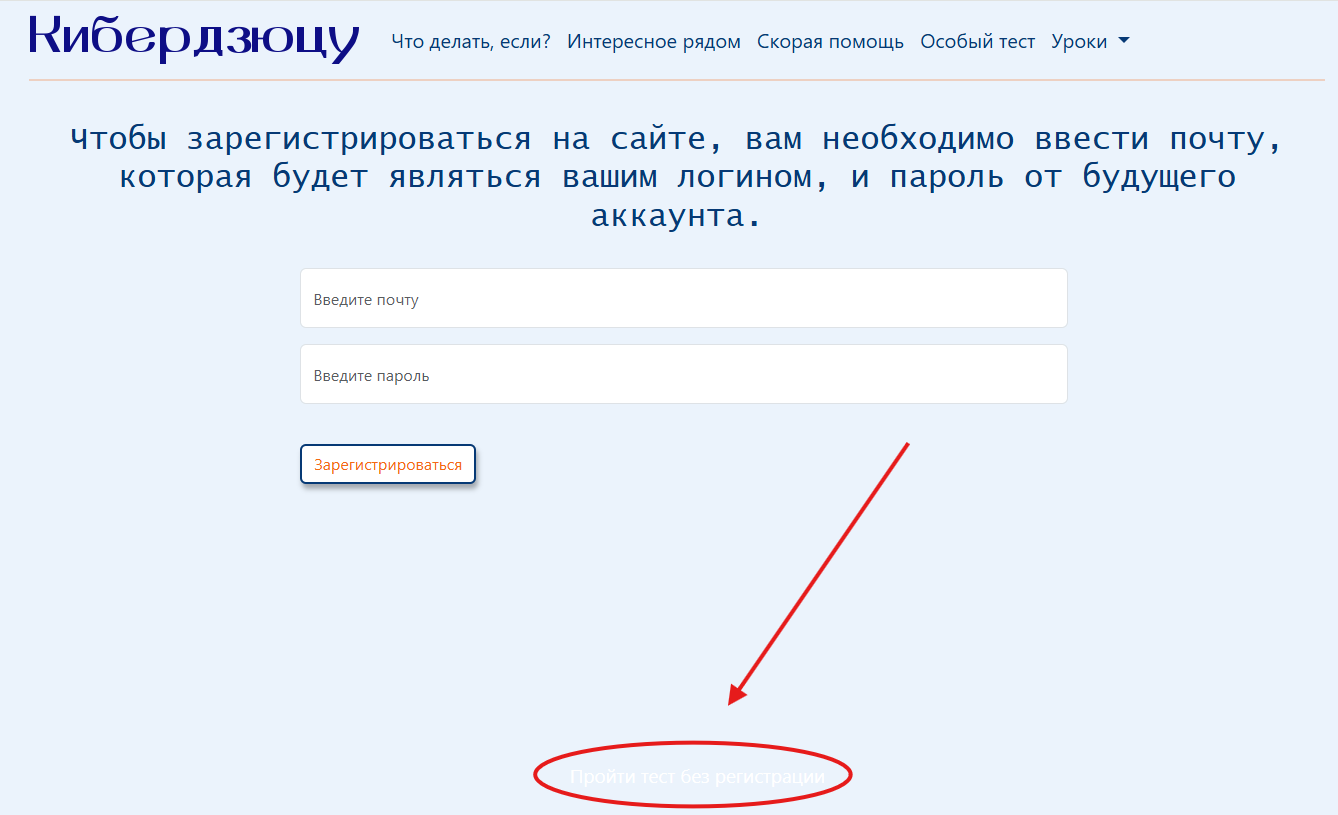 Кибердзюцу
Что делать, если? Интересное рядом Скорая помощь Особый тест Уроки
Чтобы зарегистрироваться на сайте, вам необходимо ввести почту,
которая будет являться вашим логином, и пароль от будущего
аккаунта.
Введите почту
Введите пароль
Зарегистрироваться
Пройти тест без регистрации